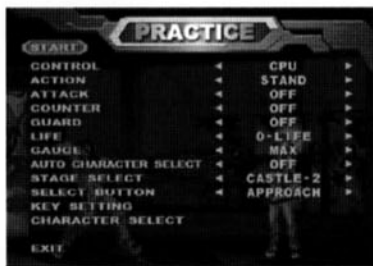 PRACTICE
START
CONTROL CPU
ACTION STAND
ATTACK OFF
COUNTER OFF
GUARD OFF
LIFE 0-LIFE
GAUGE MAX
AUTO CHARACTER SELECT OFF
STAGE SELECT CASTLE-2
SELECT BUTTON APPROACH
KEY SETTING
CHARACTER SELECT
EXIT